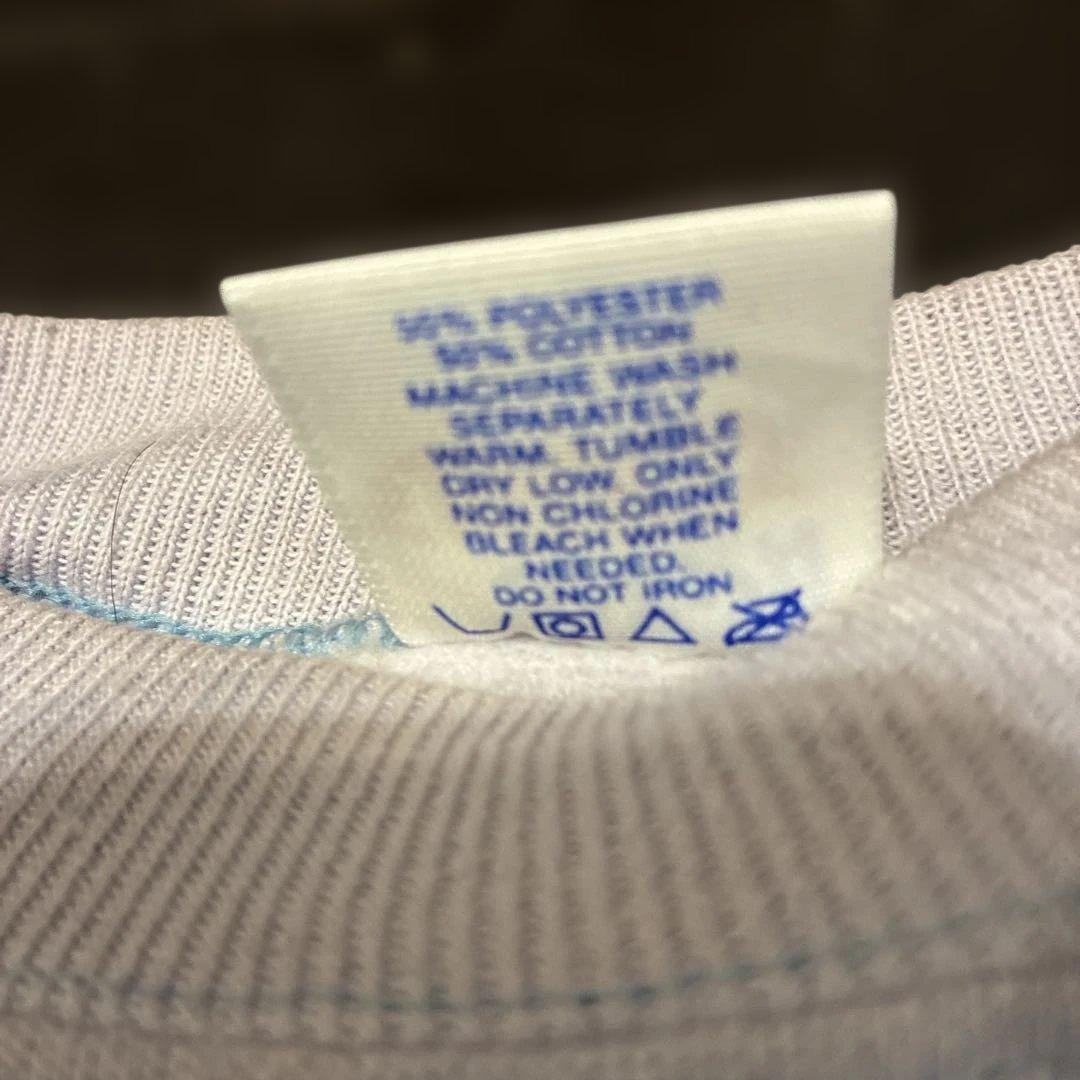 50% POLYESTER
50% COTTON
MACHINE WASH
SEPARATELY
WARM. TUMBLE
DRY LOW. ONLY
NON CHLORINE
BLEACH WHEN
NEEDED.
DO NOT IRON